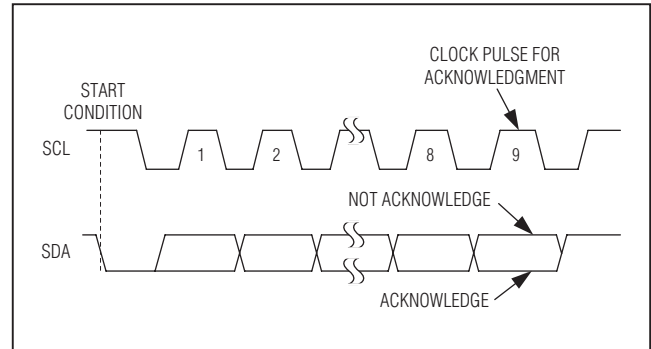 CLOCK PULSE FOR
ACKNOWLEDGMENT
START
CONDITION
SCL
1
2
8
9
NOT ACKNOWLEDGE
SDA
ACKNOWLEDGE